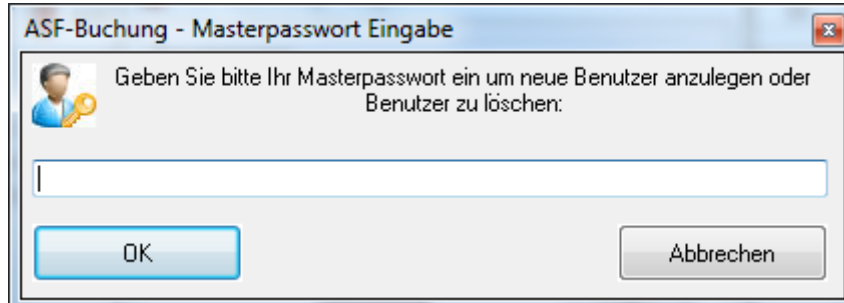 ASF-Buchung - Masterpasswort Eingabe
Geben Sie bitte Ihr Masterpasswort ein um neue Benutzer anzulegen oder
Benutzer zu löschen:
OK
Abbrechen